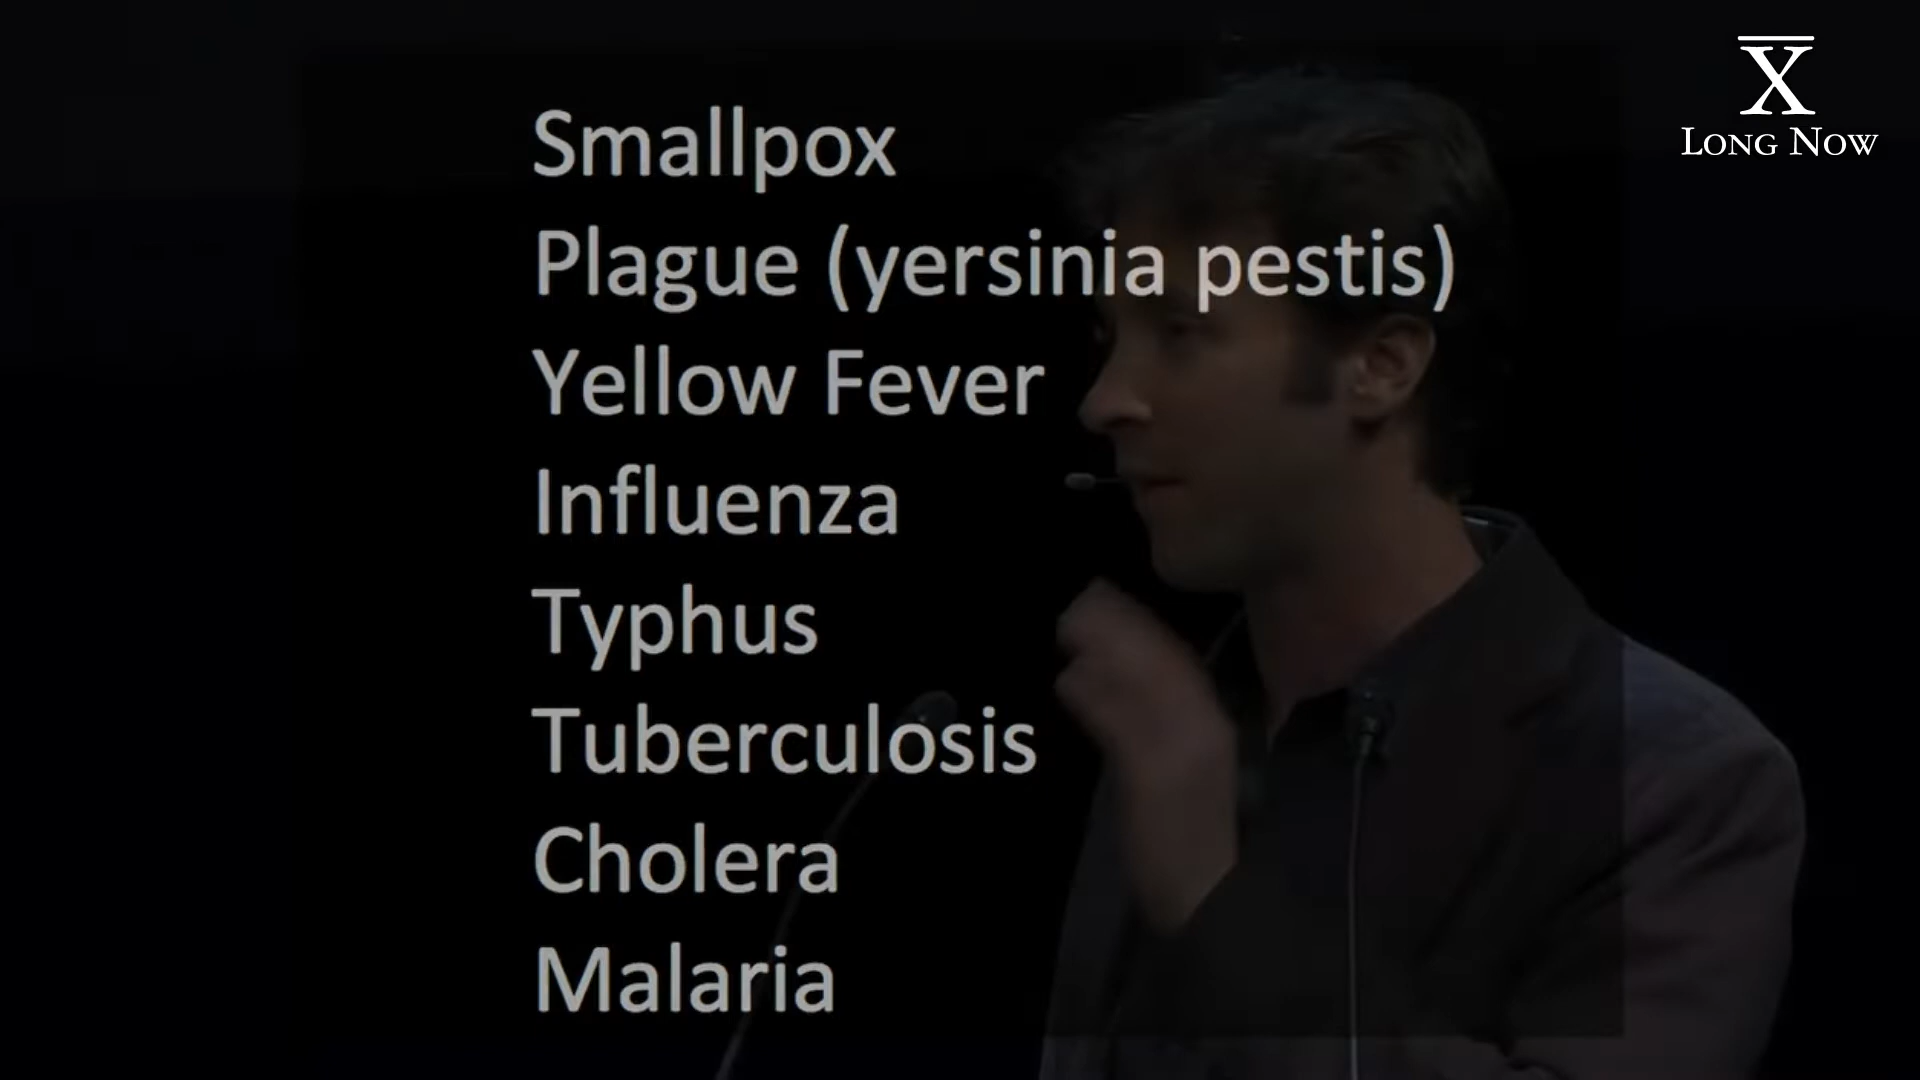 X
LONG NOW
Smallpox
Plague (yersinia pestis)
Yellow Fever
Influenza
Typhus
Tuberculosis
Cholera
Malaria